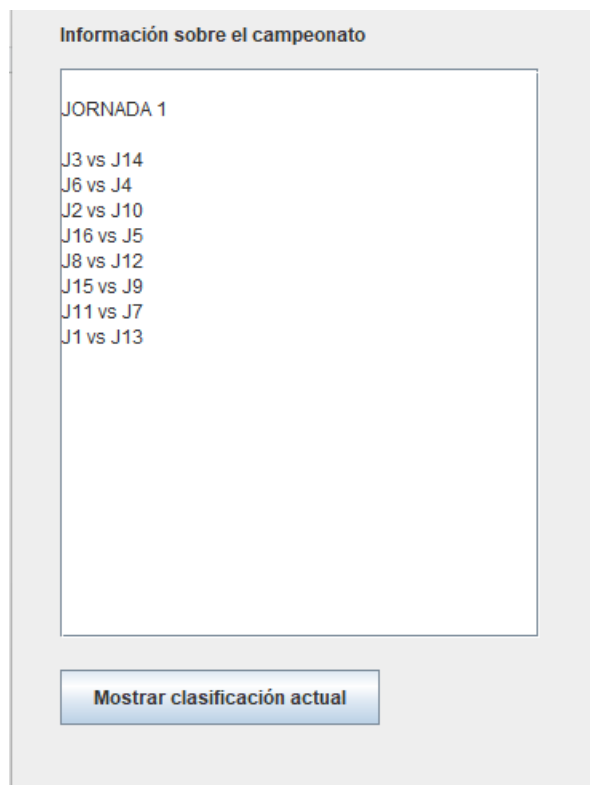 Información sobre el campeonato
JORNADA 1
J3 vs J14
J6 vs J4
J2 vs J10
J16 vs J5
J8 vs J12
J15 vs J9
J11 vs J7
J1 vs J13
Mostrar clasificación actual